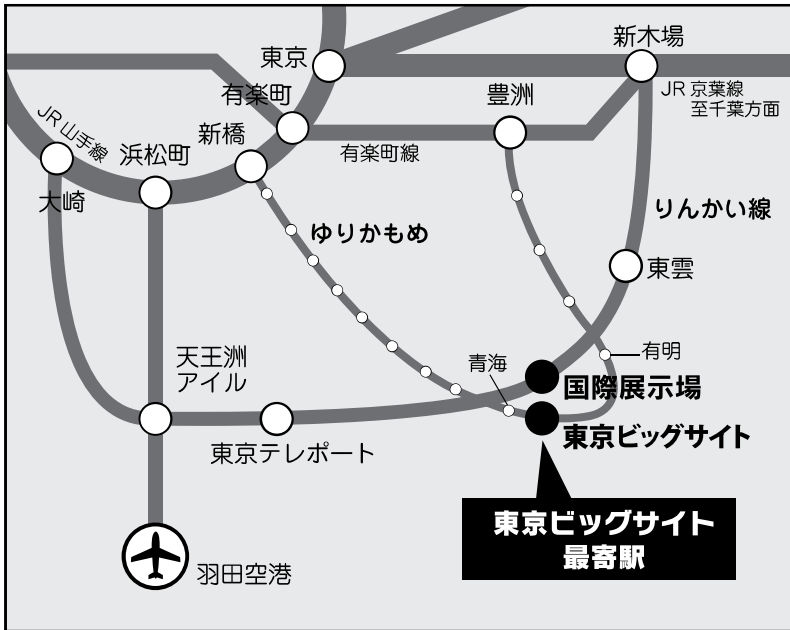 東京
新木場
有楽町
豊洲
JR 京葉線
至千葉方面
JR 山手線
新橋
浜松町
有楽町線
大崎
ゆりかもめ
りんかい線
東雲
天王洲
アイル
青海
有明
国際展示場
東京ビッグサイト
東京テレポート
東京ビッグサイト
最寄駅
羽田空港